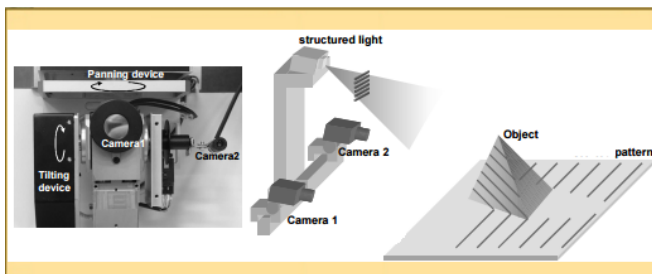 structured light
Panning device
Camera1
Camera2
Tilting
device
Camera 2
Camera 1
Object
pattern